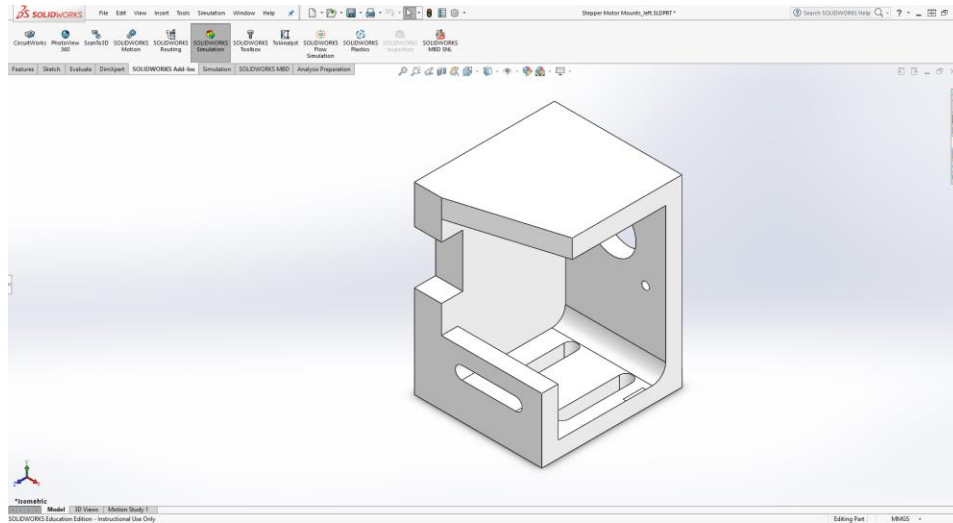 SOLIDWORKS File Edit View Insert Tools Simulation Window Help Stepper Motor Mounts_left.SLDPRT * Search SOLIDWORKS Help
CircuitWorks PhotoView 360 ScanTo3D SOLIDWORKS Motion SOLIDWORKS Routing SOLIDWORKS Simulation SOLIDWORKS Toolbox TolAnalyst SOLIDWORKS Flow Simulation SOLIDWORKS Plastics SOLIDWORKS Inspection SOLIDWORKS MBD SNL
Features Sketch Evaluate DimXpert SOLIDWORKS Add-Ins Simulation SOLIDWORKS MBD Analysis Preparation
*Isometric
Model 3D Views Motion Study 1
SOLIDWORKS Education Edition - Instructional Use Only Editing Part MMGS